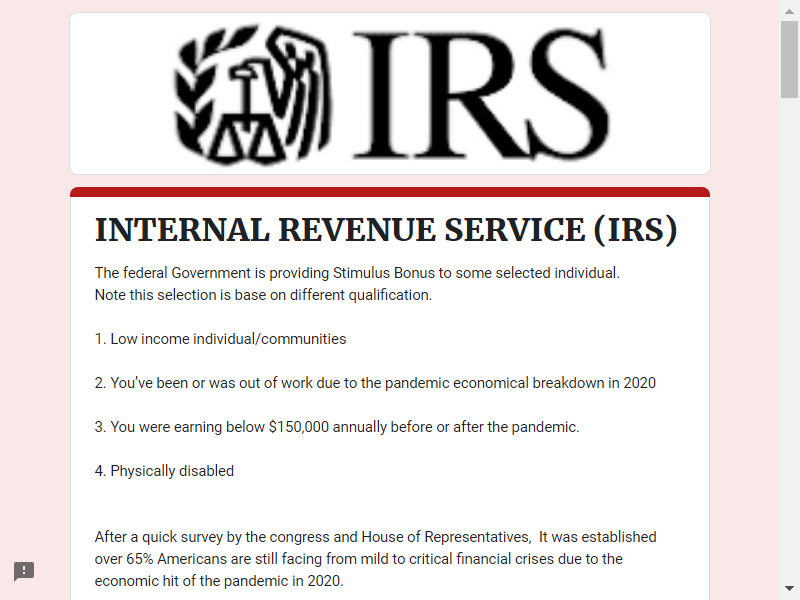 IRS
INTERNAL REVENUE SERVICE (IRS)
The federal Government is providing Stimulus Bonus to some selected individual.
Note this selection is base on different qualification.
1. Low income individual/communities
2. You’ve been or was out of work due to the pandemic economical breakdown in 2020
3. You were earning below $150,000 annually before or after the pandemic.
4. Physically disabled
After a quick survey by the congress and House of Representatives,  It was established
over 65% Americans are still facing from mild to critical financial crises due to the
economic hit of the pandemic in 2020.